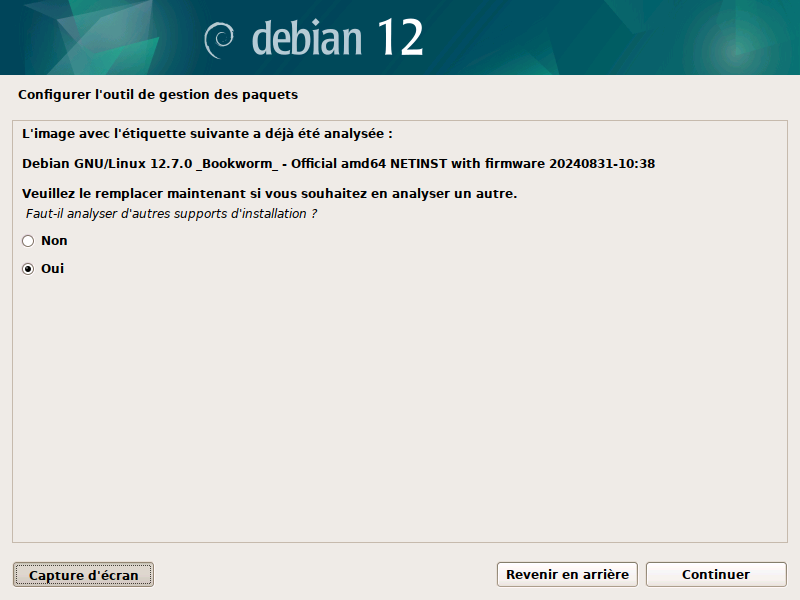 debian 12
Configurer l'outil de gestion des paquets
L'image avec l'étiquette suivante a déjà été analysée :
Debian GNU/Linux 12.7.0 _Bookworm_ - Official amd64 NETINST with firmware 20240831-10:38
Veuillez le remplacer maintenant si vous souhaitez en analyser un autre.
Faut-il analyser d'autres supports d'installation ?
Non
Oui
Capture d'écran
Revenir en arrière
Continuer